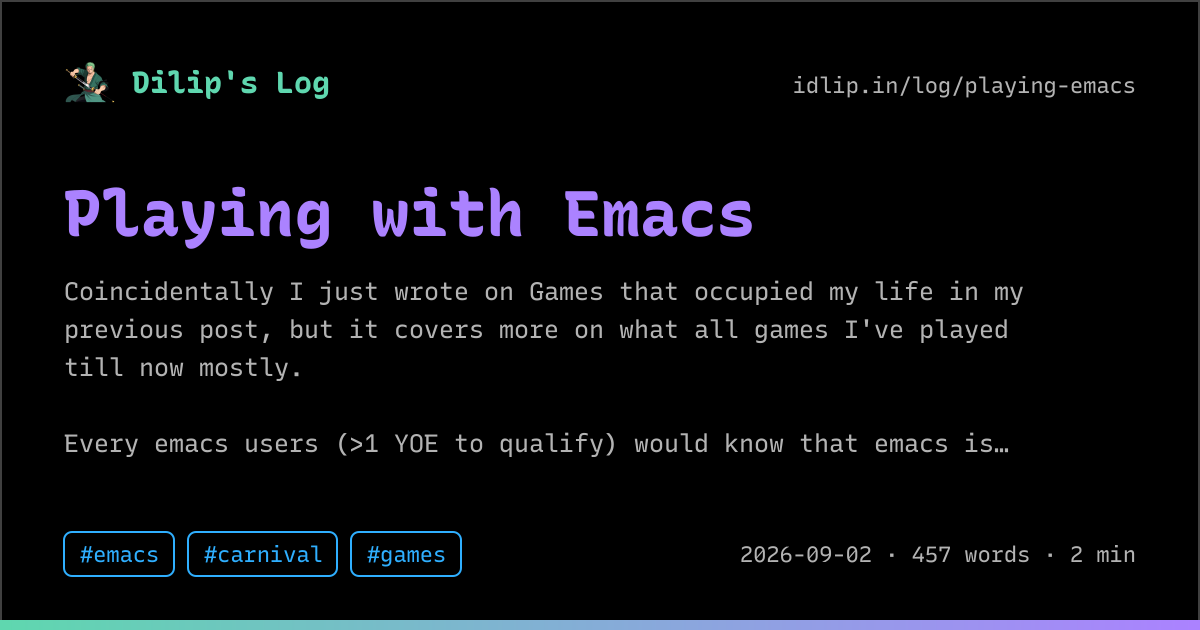 Dilip's Log
idlip.in/log/playing-emacs
Playing with Emacs
Coincidentally I just wrote on Games that occupied my life in my
previous post, but it covers more on what all games I've played
till now mostly.
Every emacs users (>1 YOE to qualify) would know that emacs is…
#emacs #carnival #games
2026-09-02 · 457 words · 2 min